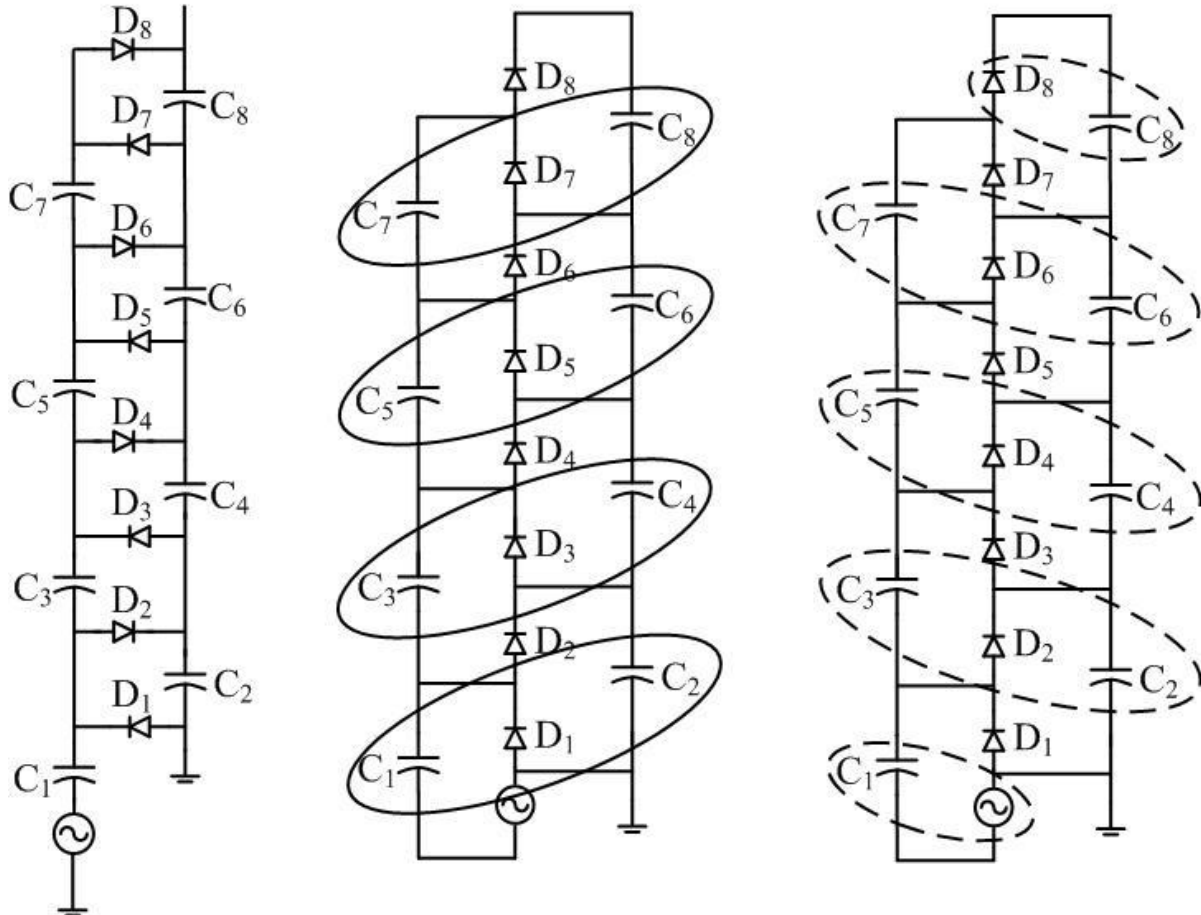 D₈
C₈
D₇
C₇
D₆
C₆
D₅
C₅
D₄
C₄
D₃
C₃
D₂
C₂
D₁
C₁
D₈
C₈
D₇
C₇
D₆
C₆
D₅
C₅
D₄
C₄
D₃
C₃
D₂
C₂
D₁
C₁
D₈
C₈
D₇
C₇
D₆
C₆
D₅
C₅
D₄
C₄
D₃
C₃
D₂
C₂
D₁
C₁